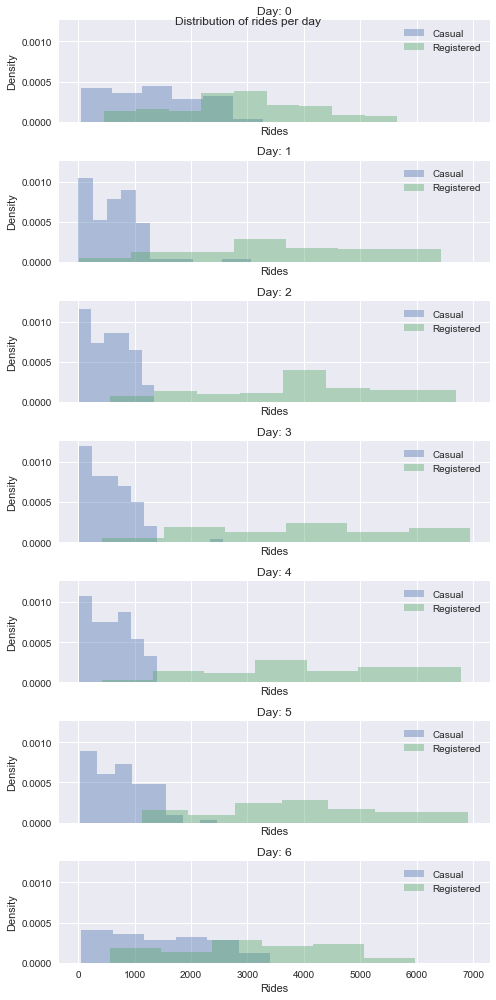 Day: 0
Distribution of rides per day
0.0010
0.0005
0.0000
Density
Casual
Registered
Rides
Day: 1
0.0010
0.0005
0.0000
Density
Casual
Registered
Rides
Day: 2
0.0010
0.0005
0.0000
Density
Casual
Registered
Rides
Day: 3
0.0010
0.0005
0.0000
Density
Casual
Registered
Rides
Day: 4
0.0010
0.0005
0.0000
Density
Casual
Registered
Rides
Day: 5
0.0010
0.0005
0.0000
Density
Casual
Registered
Rides
Day: 6
0.0010
0.0005
0.0000
Density
Casual
Registered
0 1000 2000 3000 4000 5000 6000 7000
Rides